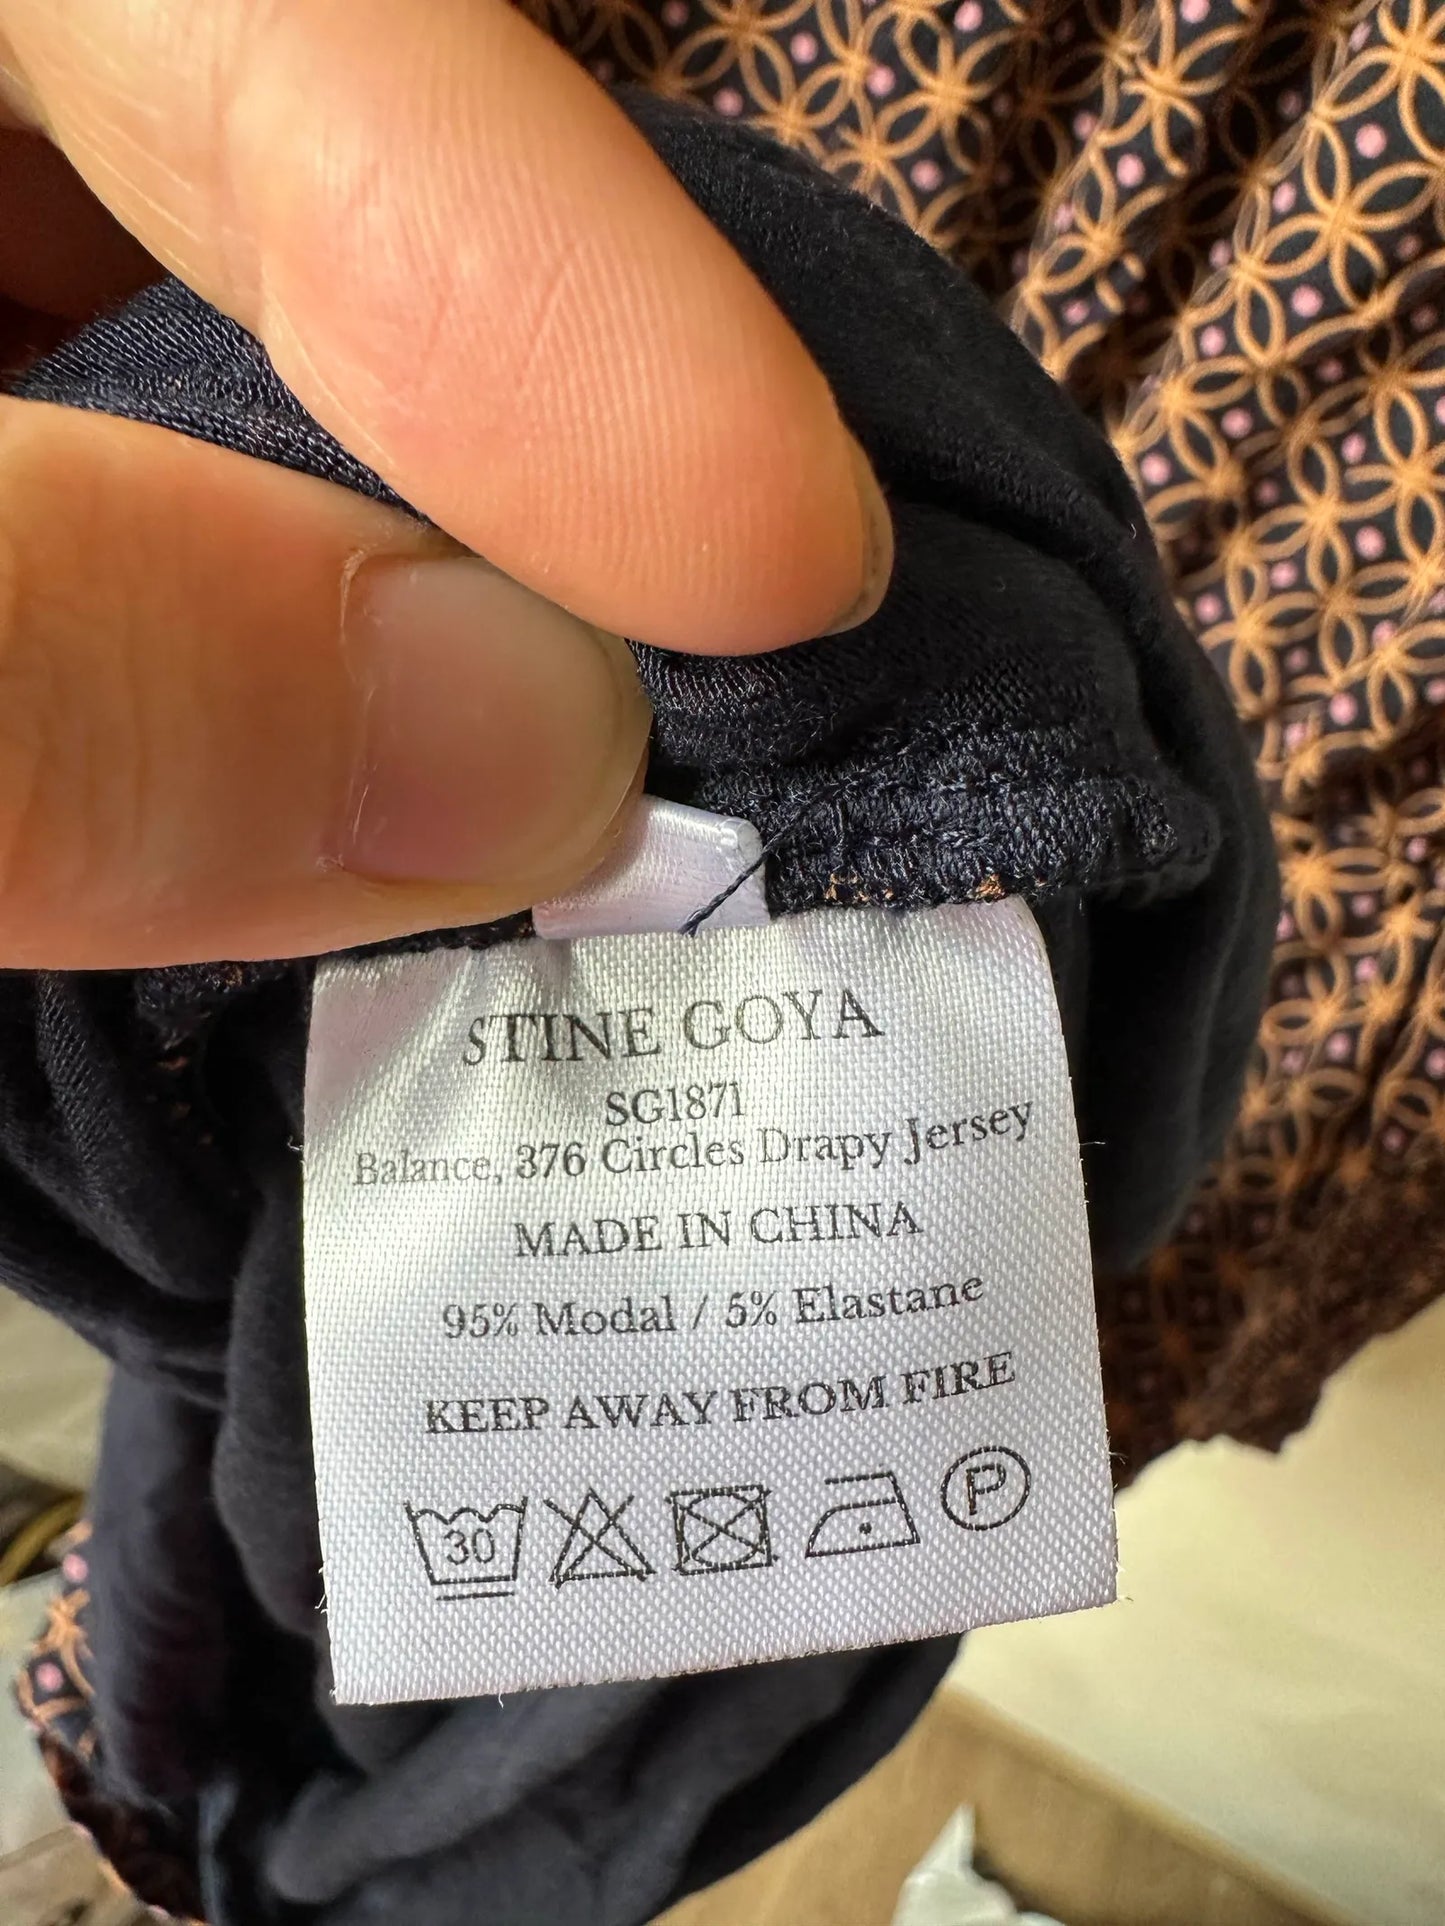 STINE GOYA
SG1871
Balance, 376 Circles Drapy Jersey
MADE IN CHINA
95% Modal / 5% Elastane
KEEP AWAY FROM FIRE
30
P